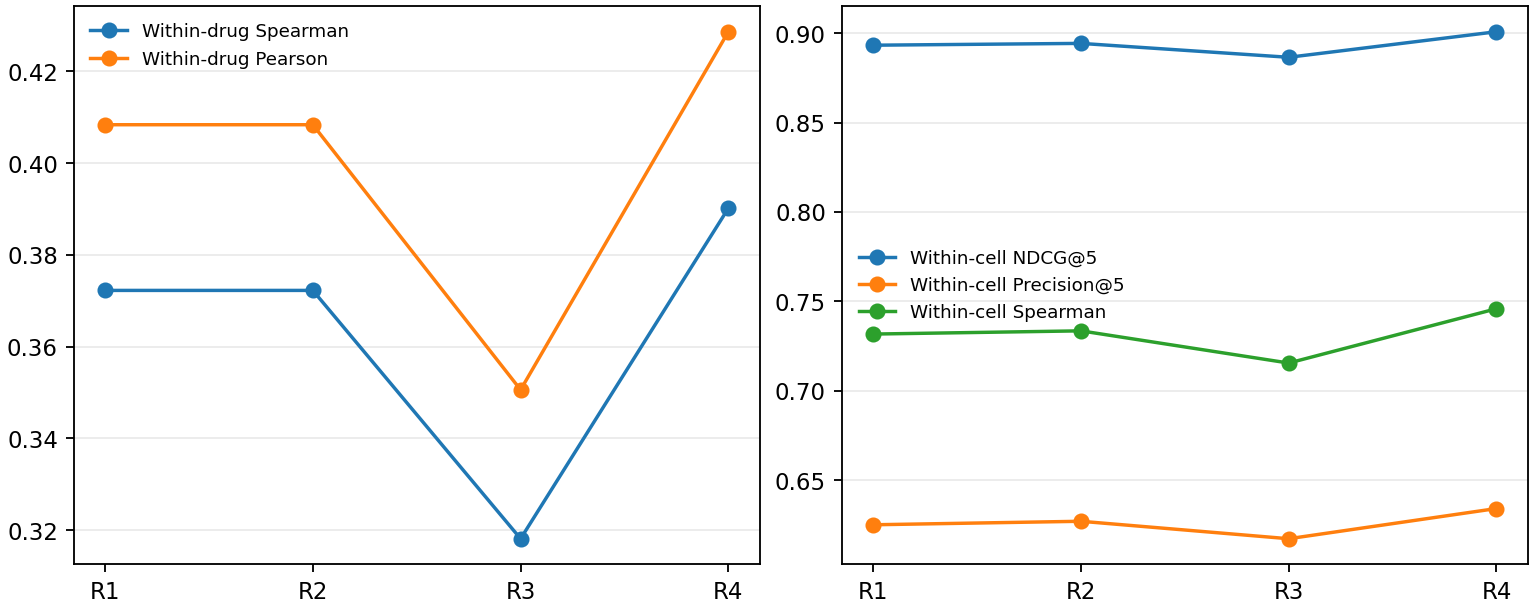 Within-drug Spearman
Within-drug Pearson
0.42
0.40
0.38
0.36
0.34
0.32
R1 R2 R3 R4
0.90
0.85
0.80
0.75
0.70
0.65
Within-cell NDCG@5
Within-cell Precision@5
Within-cell Spearman
R1 R2 R3 R4